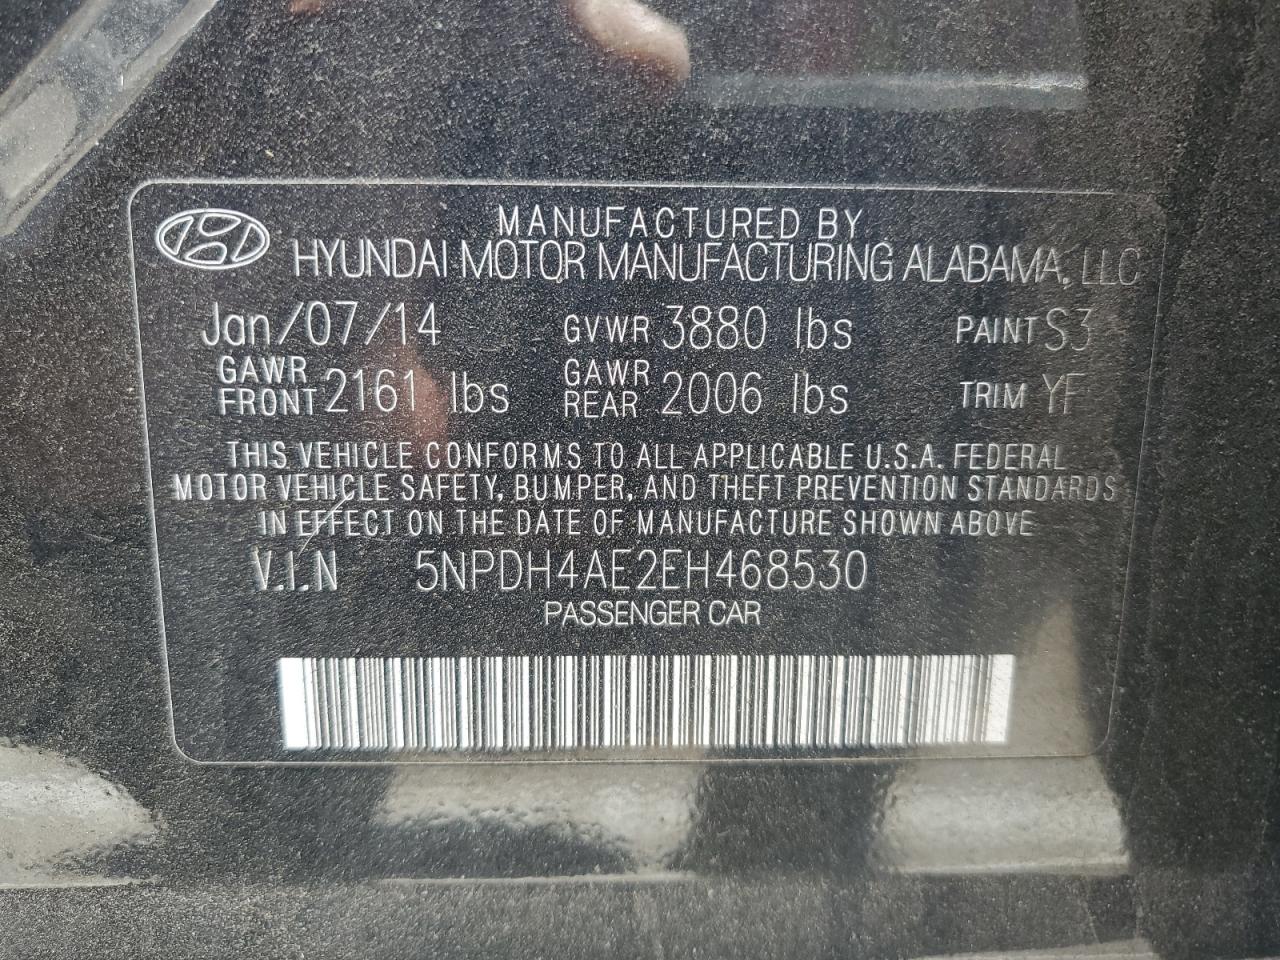 MANUFACTURED BY
HYUNDAI MOTOR MANUFACTURING ALABAMA, LLC
Jan/07/14 GVWR 3880 lbs PAINT S3
GAWR FRONT 2161 lbs GAWR REAR 2006 lbs TRIM YF
THIS VEHICLE CONFORMS TO ALL APPLICABLE U.S.A. FEDERAL
MOTOR VEHICLE SAFETY, BUMPER, AND THEFT PREVENTION STANDARDS
IN EFFECT ON THE DATE OF MANUFACTURE SHOWN ABOVE
V.I.N 5NPDH4AE2EH468530
PASSENGER CAR